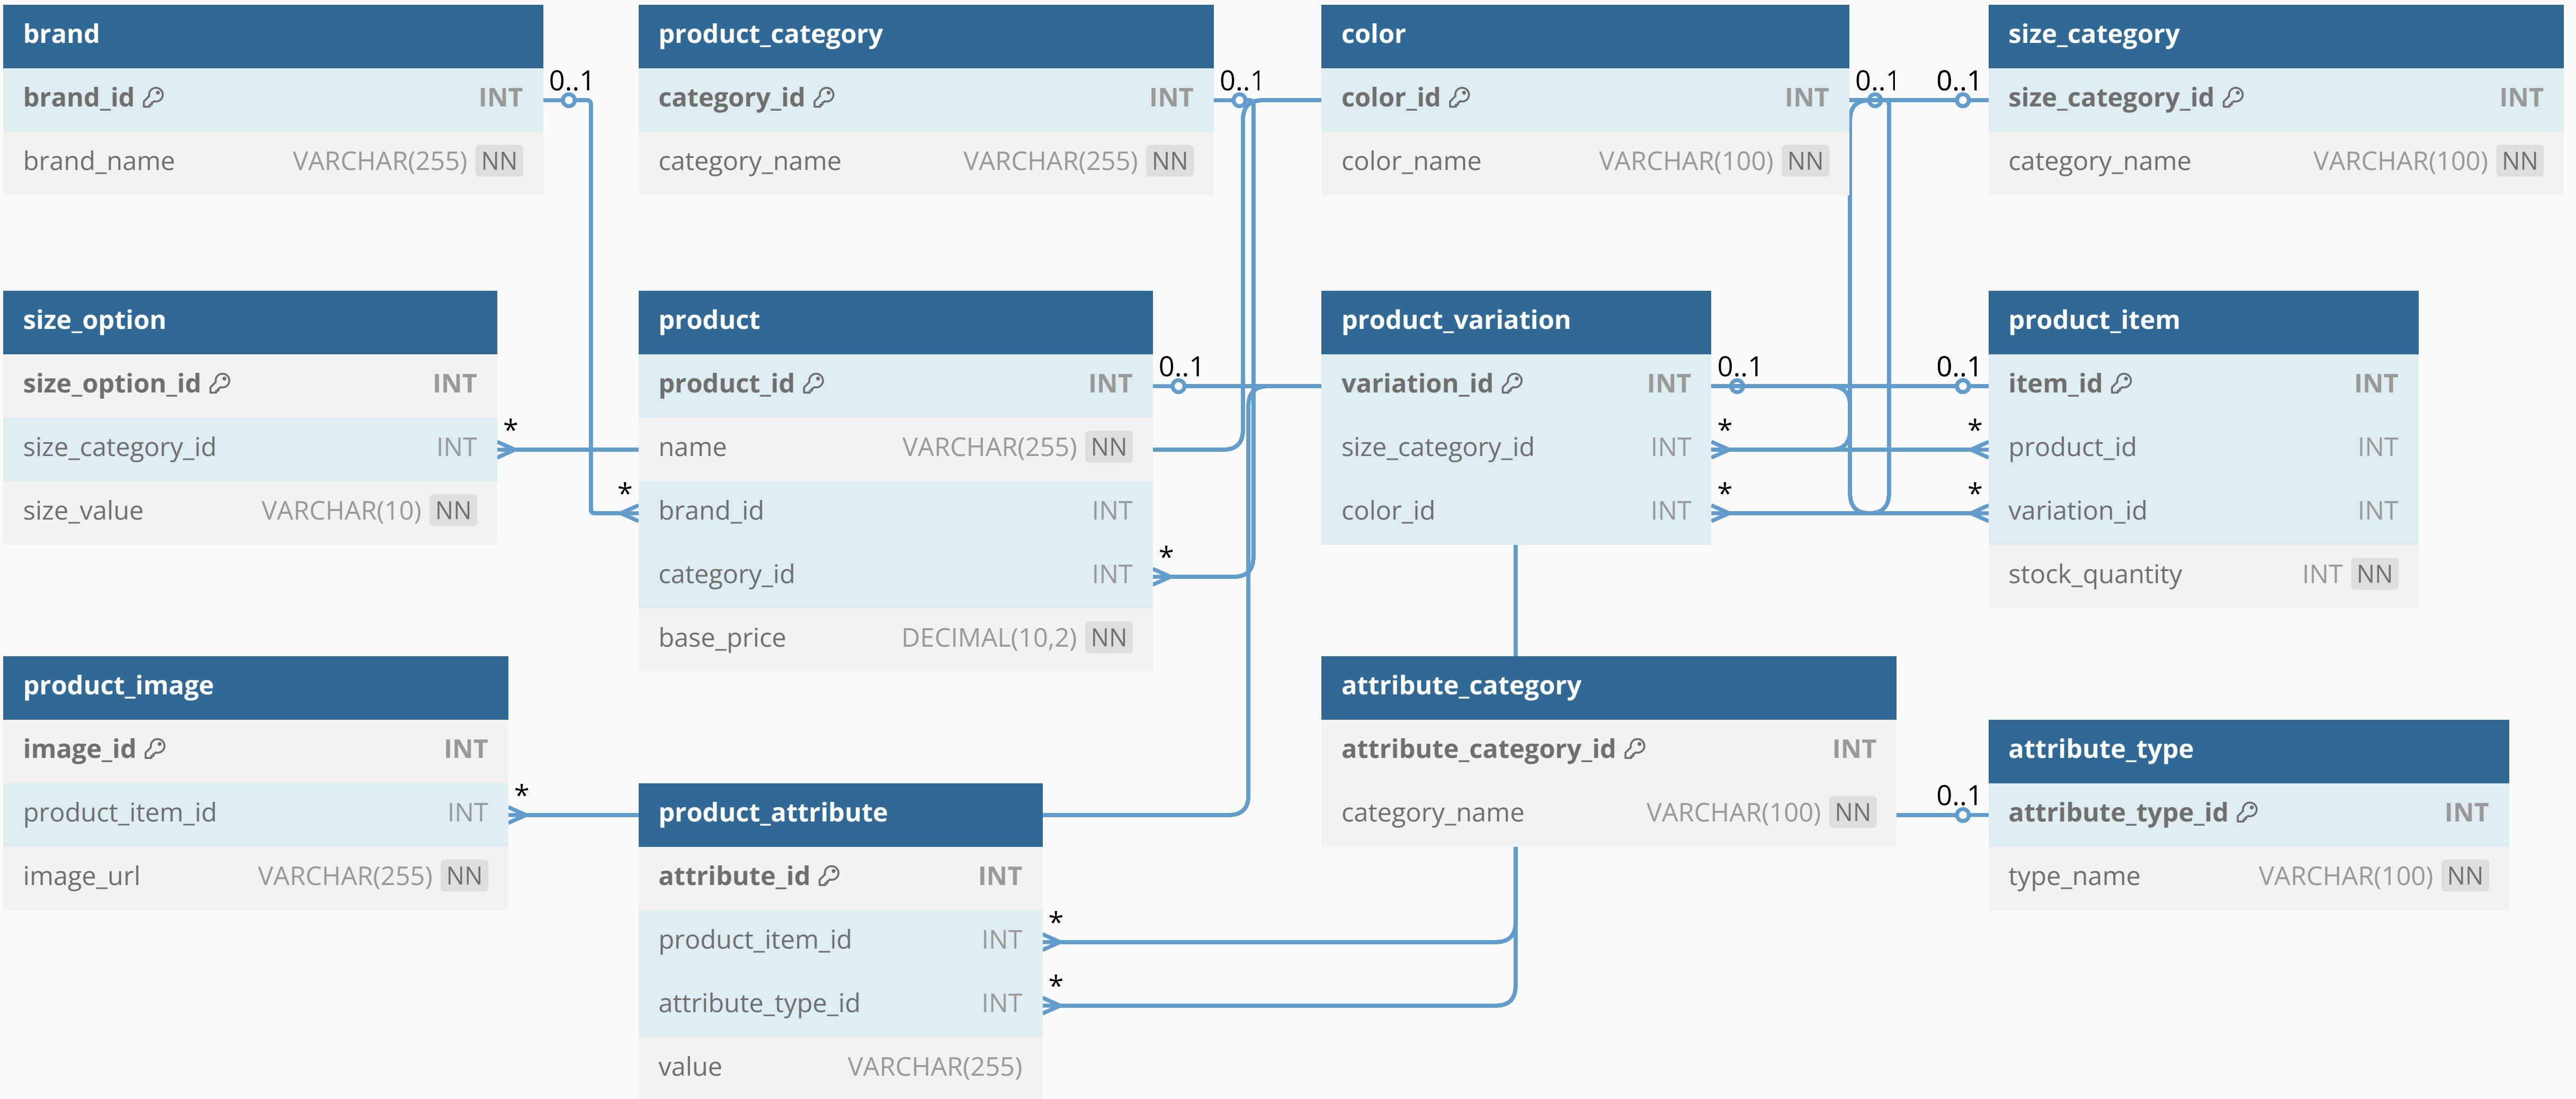 brand
brand_id INT
brand_name VARCHAR(255) NN
0..1
product_category
category_id INT
category_name VARCHAR(255) NN
0..1
color
color_id INT
color_name VARCHAR(100) NN
0..1
0..1
size_category
size_category_id INT
category_name VARCHAR(100) NN
size_option
size_option_id INT
size_category_id INT
size_value VARCHAR(10) NN
*
*
product
product_id INT
name VARCHAR(255) NN
brand_id INT
category_id INT
base_price DECIMAL(10,2) NN
0..1
*
product_variation
variation_id INT
size_category_id INT
color_id INT
0..1
*
*
0..1
*
*
product_item
item_id INT
product_id INT
variation_id INT
stock_quantity INT NN
product_image
image_id INT
product_item_id INT
image_url VARCHAR(255) NN
*
product_attribute
attribute_id INT
product_item_id INT
attribute_type_id INT
value VARCHAR(255)
*
*
attribute_category
attribute_category_id INT
category_name VARCHAR(100) NN
0..1
attribute_type
attribute_type_id INT
type_name VARCHAR(100) NN